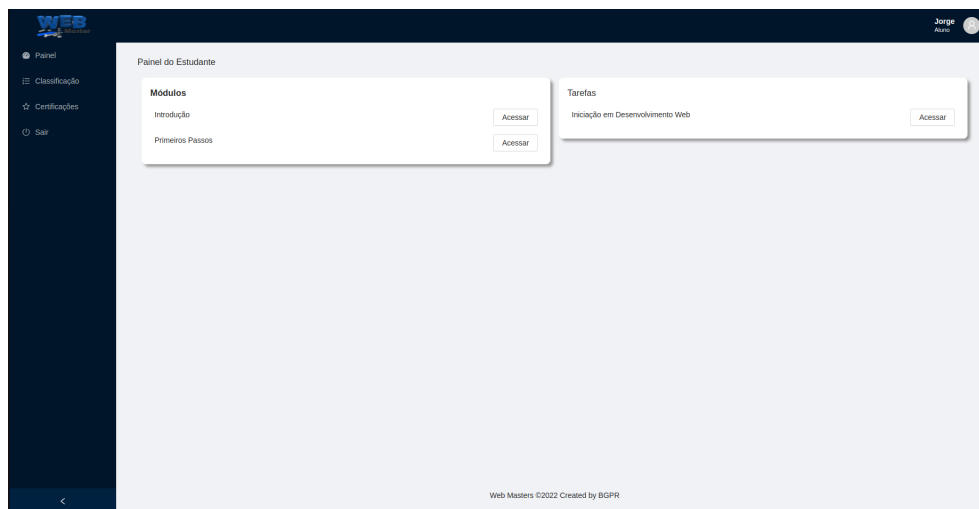 WEB
Master
Jorge
Aluno
Painel
Classificação
Certificações
Sair
Painel do Estudante
Módulos
Introdução
Acessar
Primeiros Passos
Acessar
Tarefas
Iniciação em Desenvolvimento Web
Acessar
Web Masters ©2022 Created by BGPR